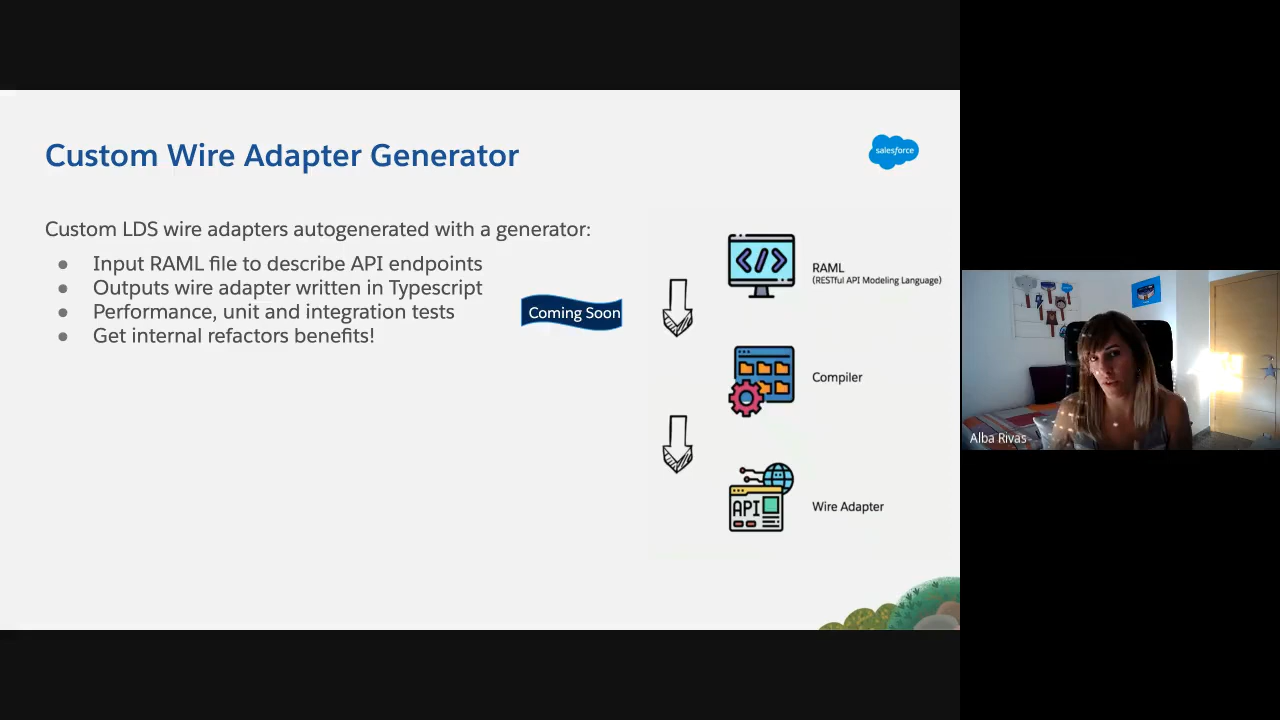 Custom Wire Adapter Generator
salesforce
Custom LDS wire adapters autogenerated with a generator:
● Input RAML file to describe API endpoints
● Outputs wire adapter written in Typescript
● Performance, unit and integration tests
● Get internal refactors benefits!
Coming Soon
</>
RAML
(RESTful API Modeling Language)
Compiler
API
Wire Adapter
Alba Rivas